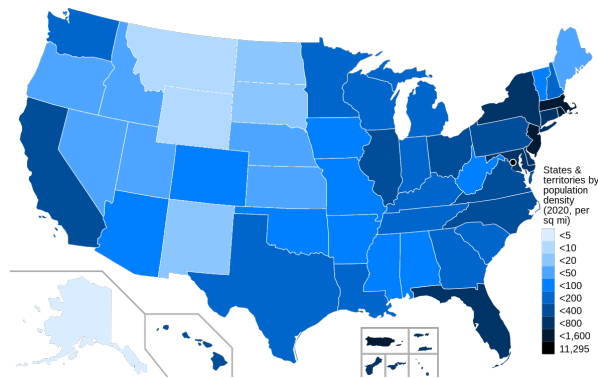 States &
territories by
population
density
(2020, per
sq mi)
<5
<10
<20
<50
<100
<200
<400
<800
<1,600
11,295